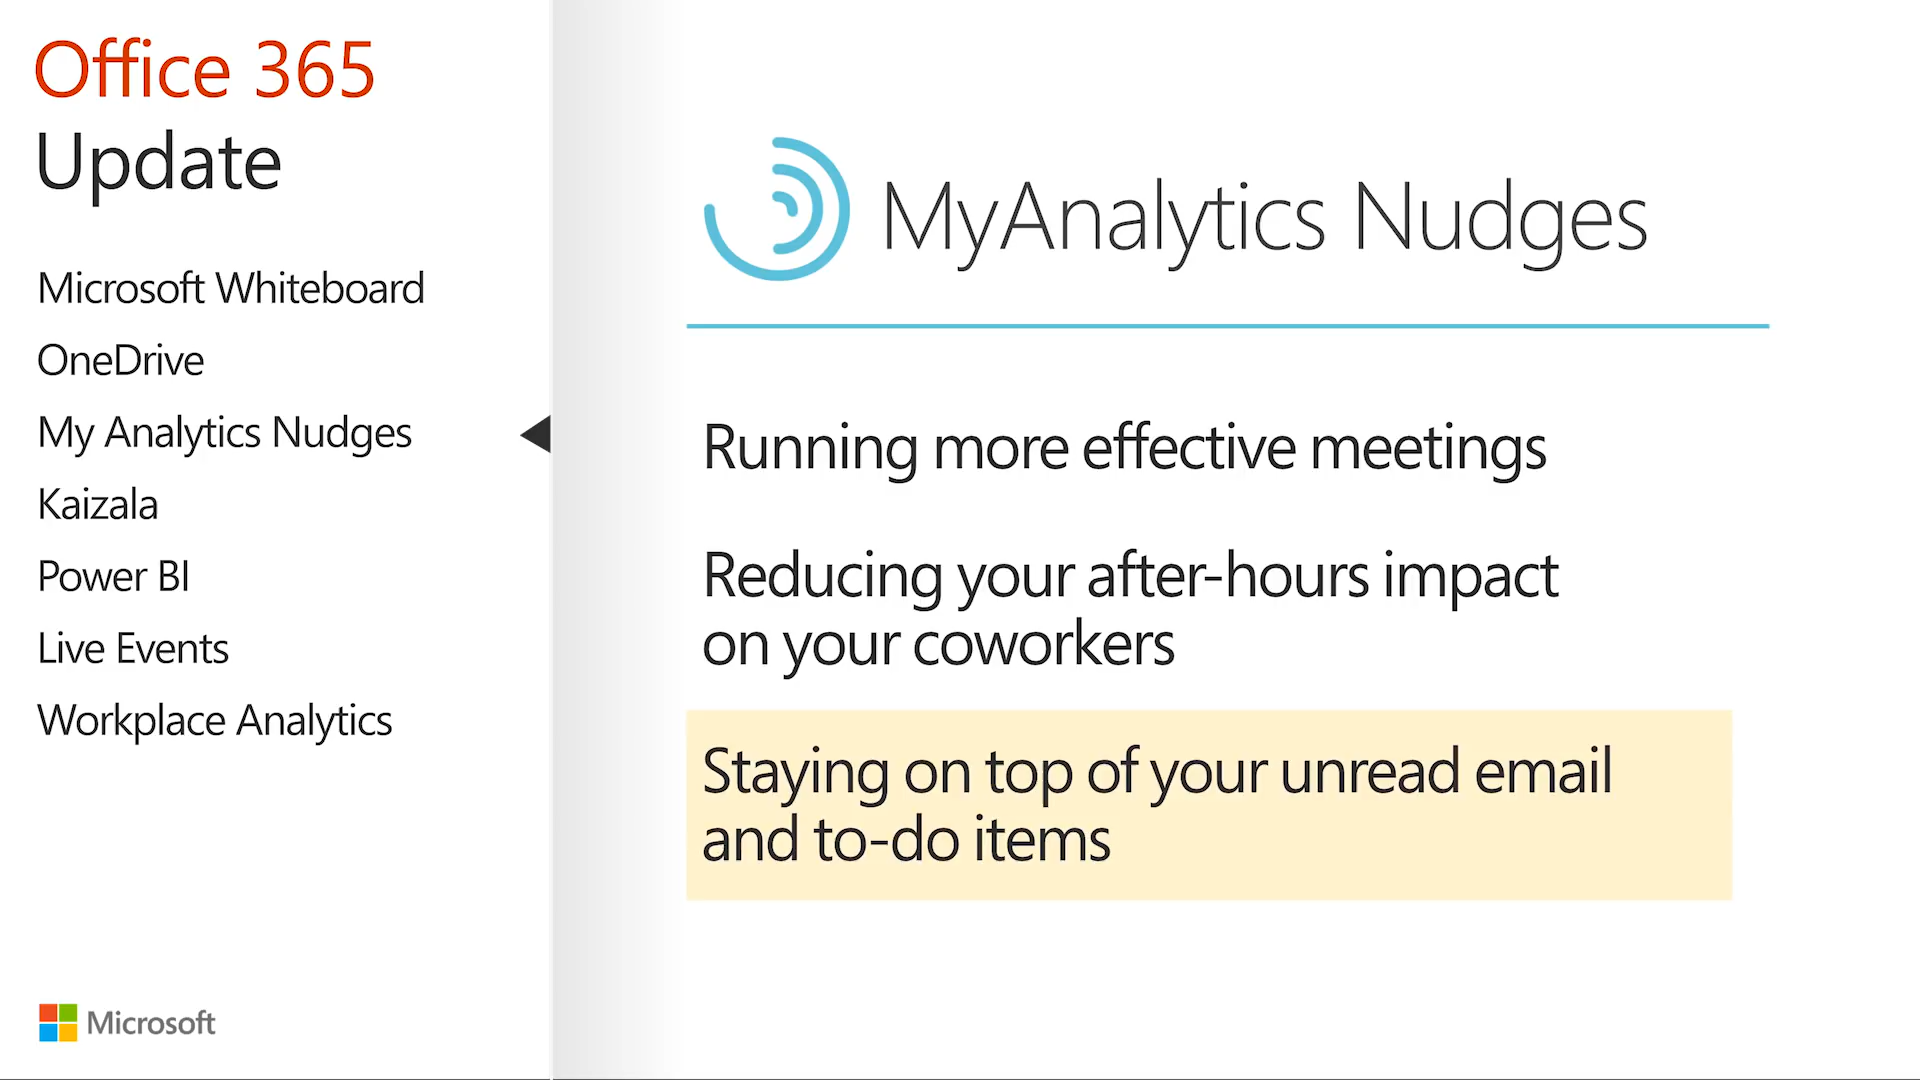 Office 365
Update
Microsoft Whiteboard
OneDrive
My Analytics Nudges
Kaizala
Power BI
Live Events
Workplace Analytics
Microsoft
MyAnalytics Nudges
Running more effective meetings
Reducing your after-hours impact
on your coworkers
Staying on top of your unread email
and to-do items